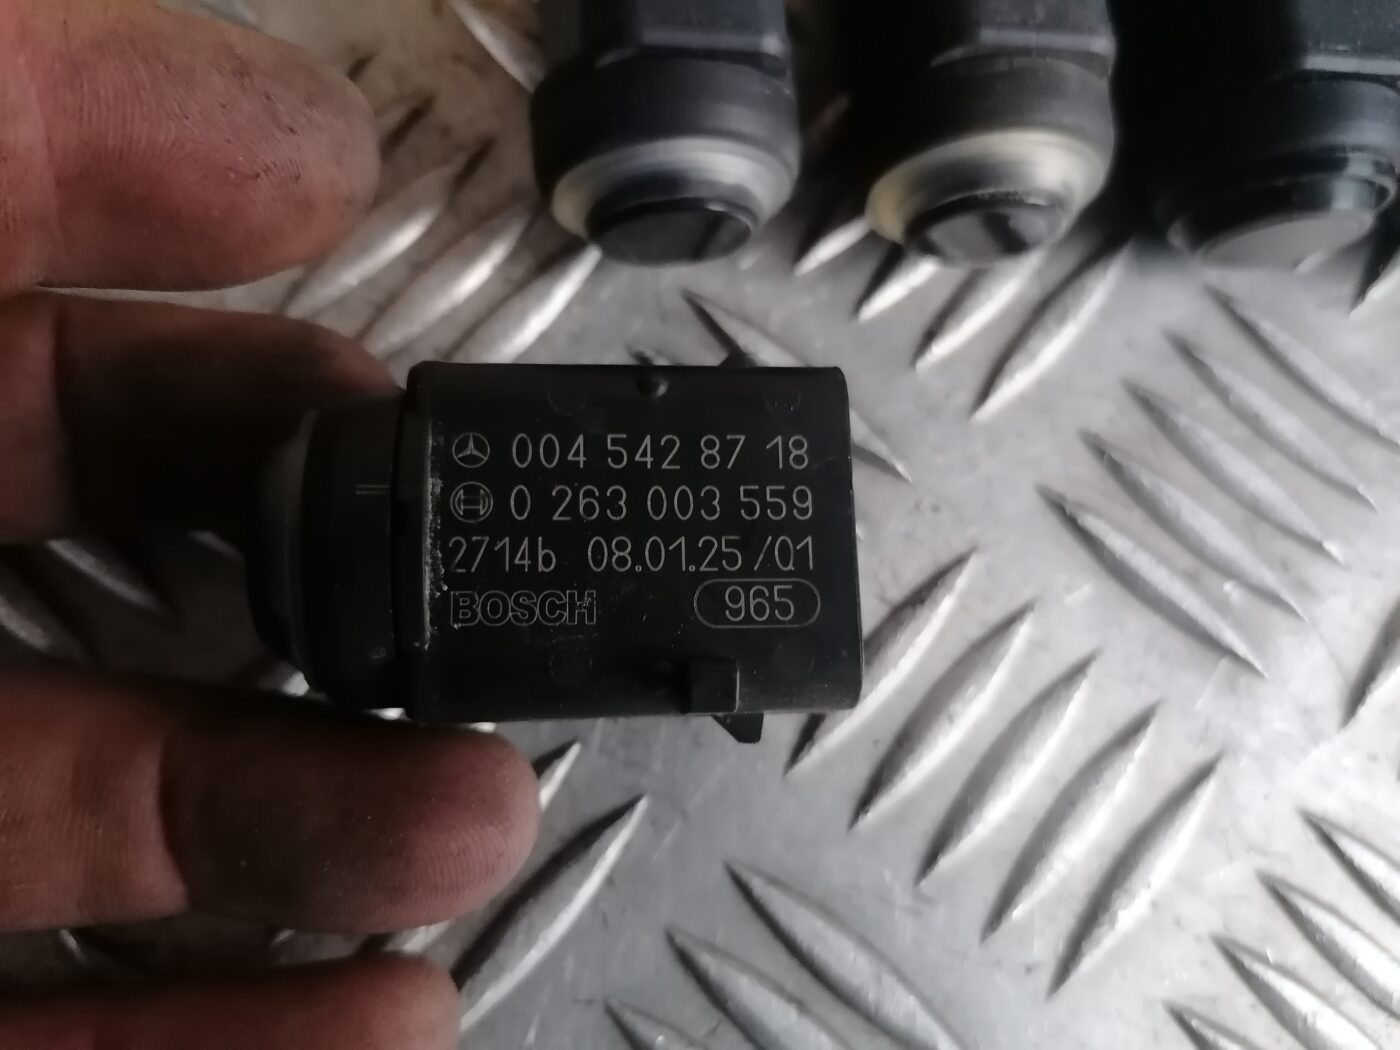 004 542 87 18
0 263 003 559
2714b 08.01.25/Q1
BOSCH 965